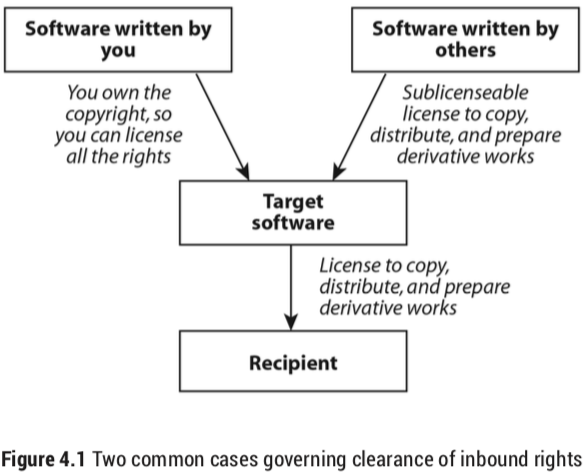 Software written by
you
Software written by
others
You own the
copyright, so
you can license
all the rights
Sublicenseable
license to copy,
distribute, and prepare
derivative works
Target
software
License to copy,
distribute, and prepare
derivative works
Recipient
Figure 4.1 Two common cases governing clearance of inbound rights